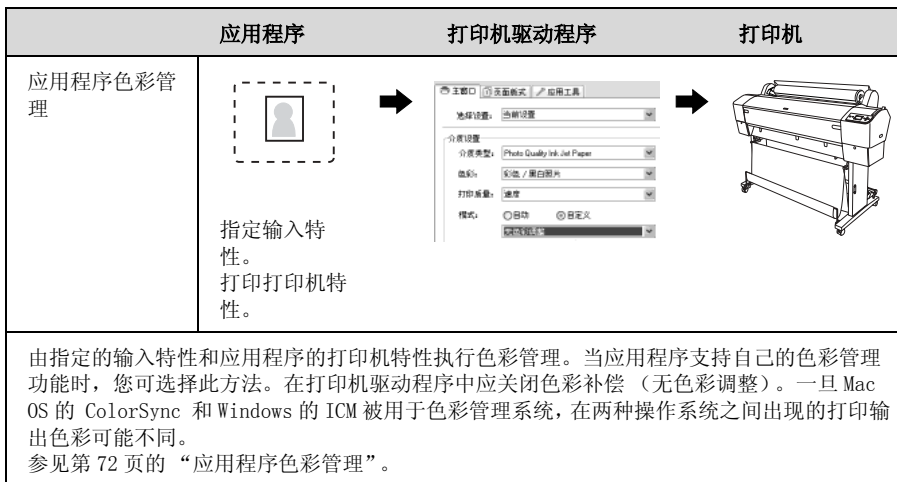 应用程序 打印机驱动程序 打印机
应用程序色彩管
理
主窗口 页面版式 应用工具
选择设置: 当前设置
介质设置
介质类型: Photo Quality Ink Jet Paper
色彩: 彩色 / 黑白照片
打印质量: 速度
模式: 自动 自定义
无色彩调整
指定输入特
性。
打印打印机特
性。
由指定的输入特性和应用程序的打印机特性执行色彩管理。当应用程序支持自己的色彩管理
功能时，您可选择此方法。在打印机驱动程序中应关闭色彩补偿 （无色彩调整）。一旦 Mac
OS 的 ColorSync 和 Windows 的 ICM 被用于色彩管理系统，在两种操作系统之间出现的打印输
出色彩可能不同。
参见第 72 页的 “应用程序色彩管理”。